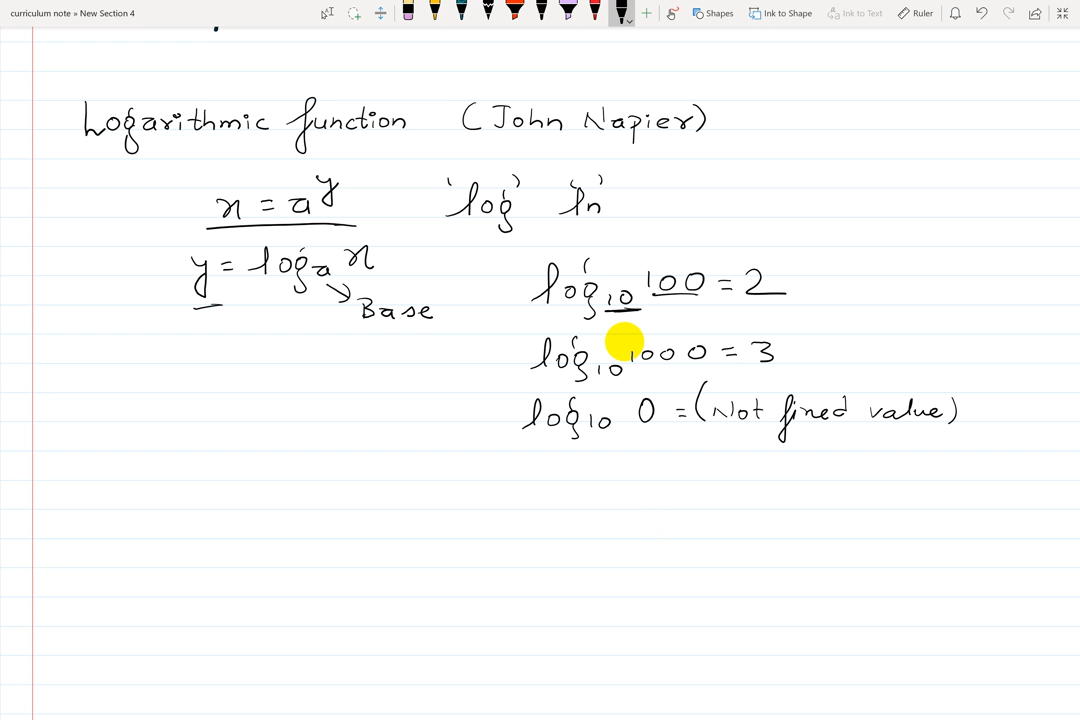 curriculum note » New Section 4
Shapes Ink to Shape Ink to Text Ruler
Logarithmic function (John Napier)
x = a^y 'log' 'ln'
y = log_a x
Base
log_10 100 = 2
log_10 1000 = 3
log_10 0 = (Not fined value)